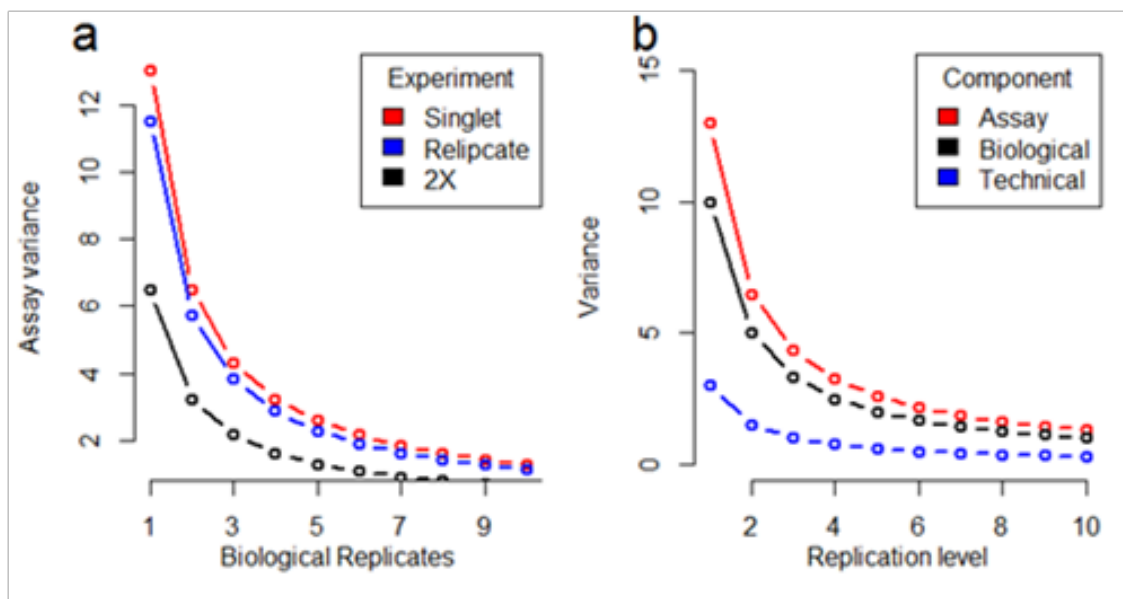 a
Experiment
Singlet
Relipcate
2X
Assay variance
12
10
8
6
4
2
1
3
5
7
9
Biological Replicates
b
Component
Assay
Biological
Technical
Variance
15
10
5
0
2
4
6
8
10
Replication level